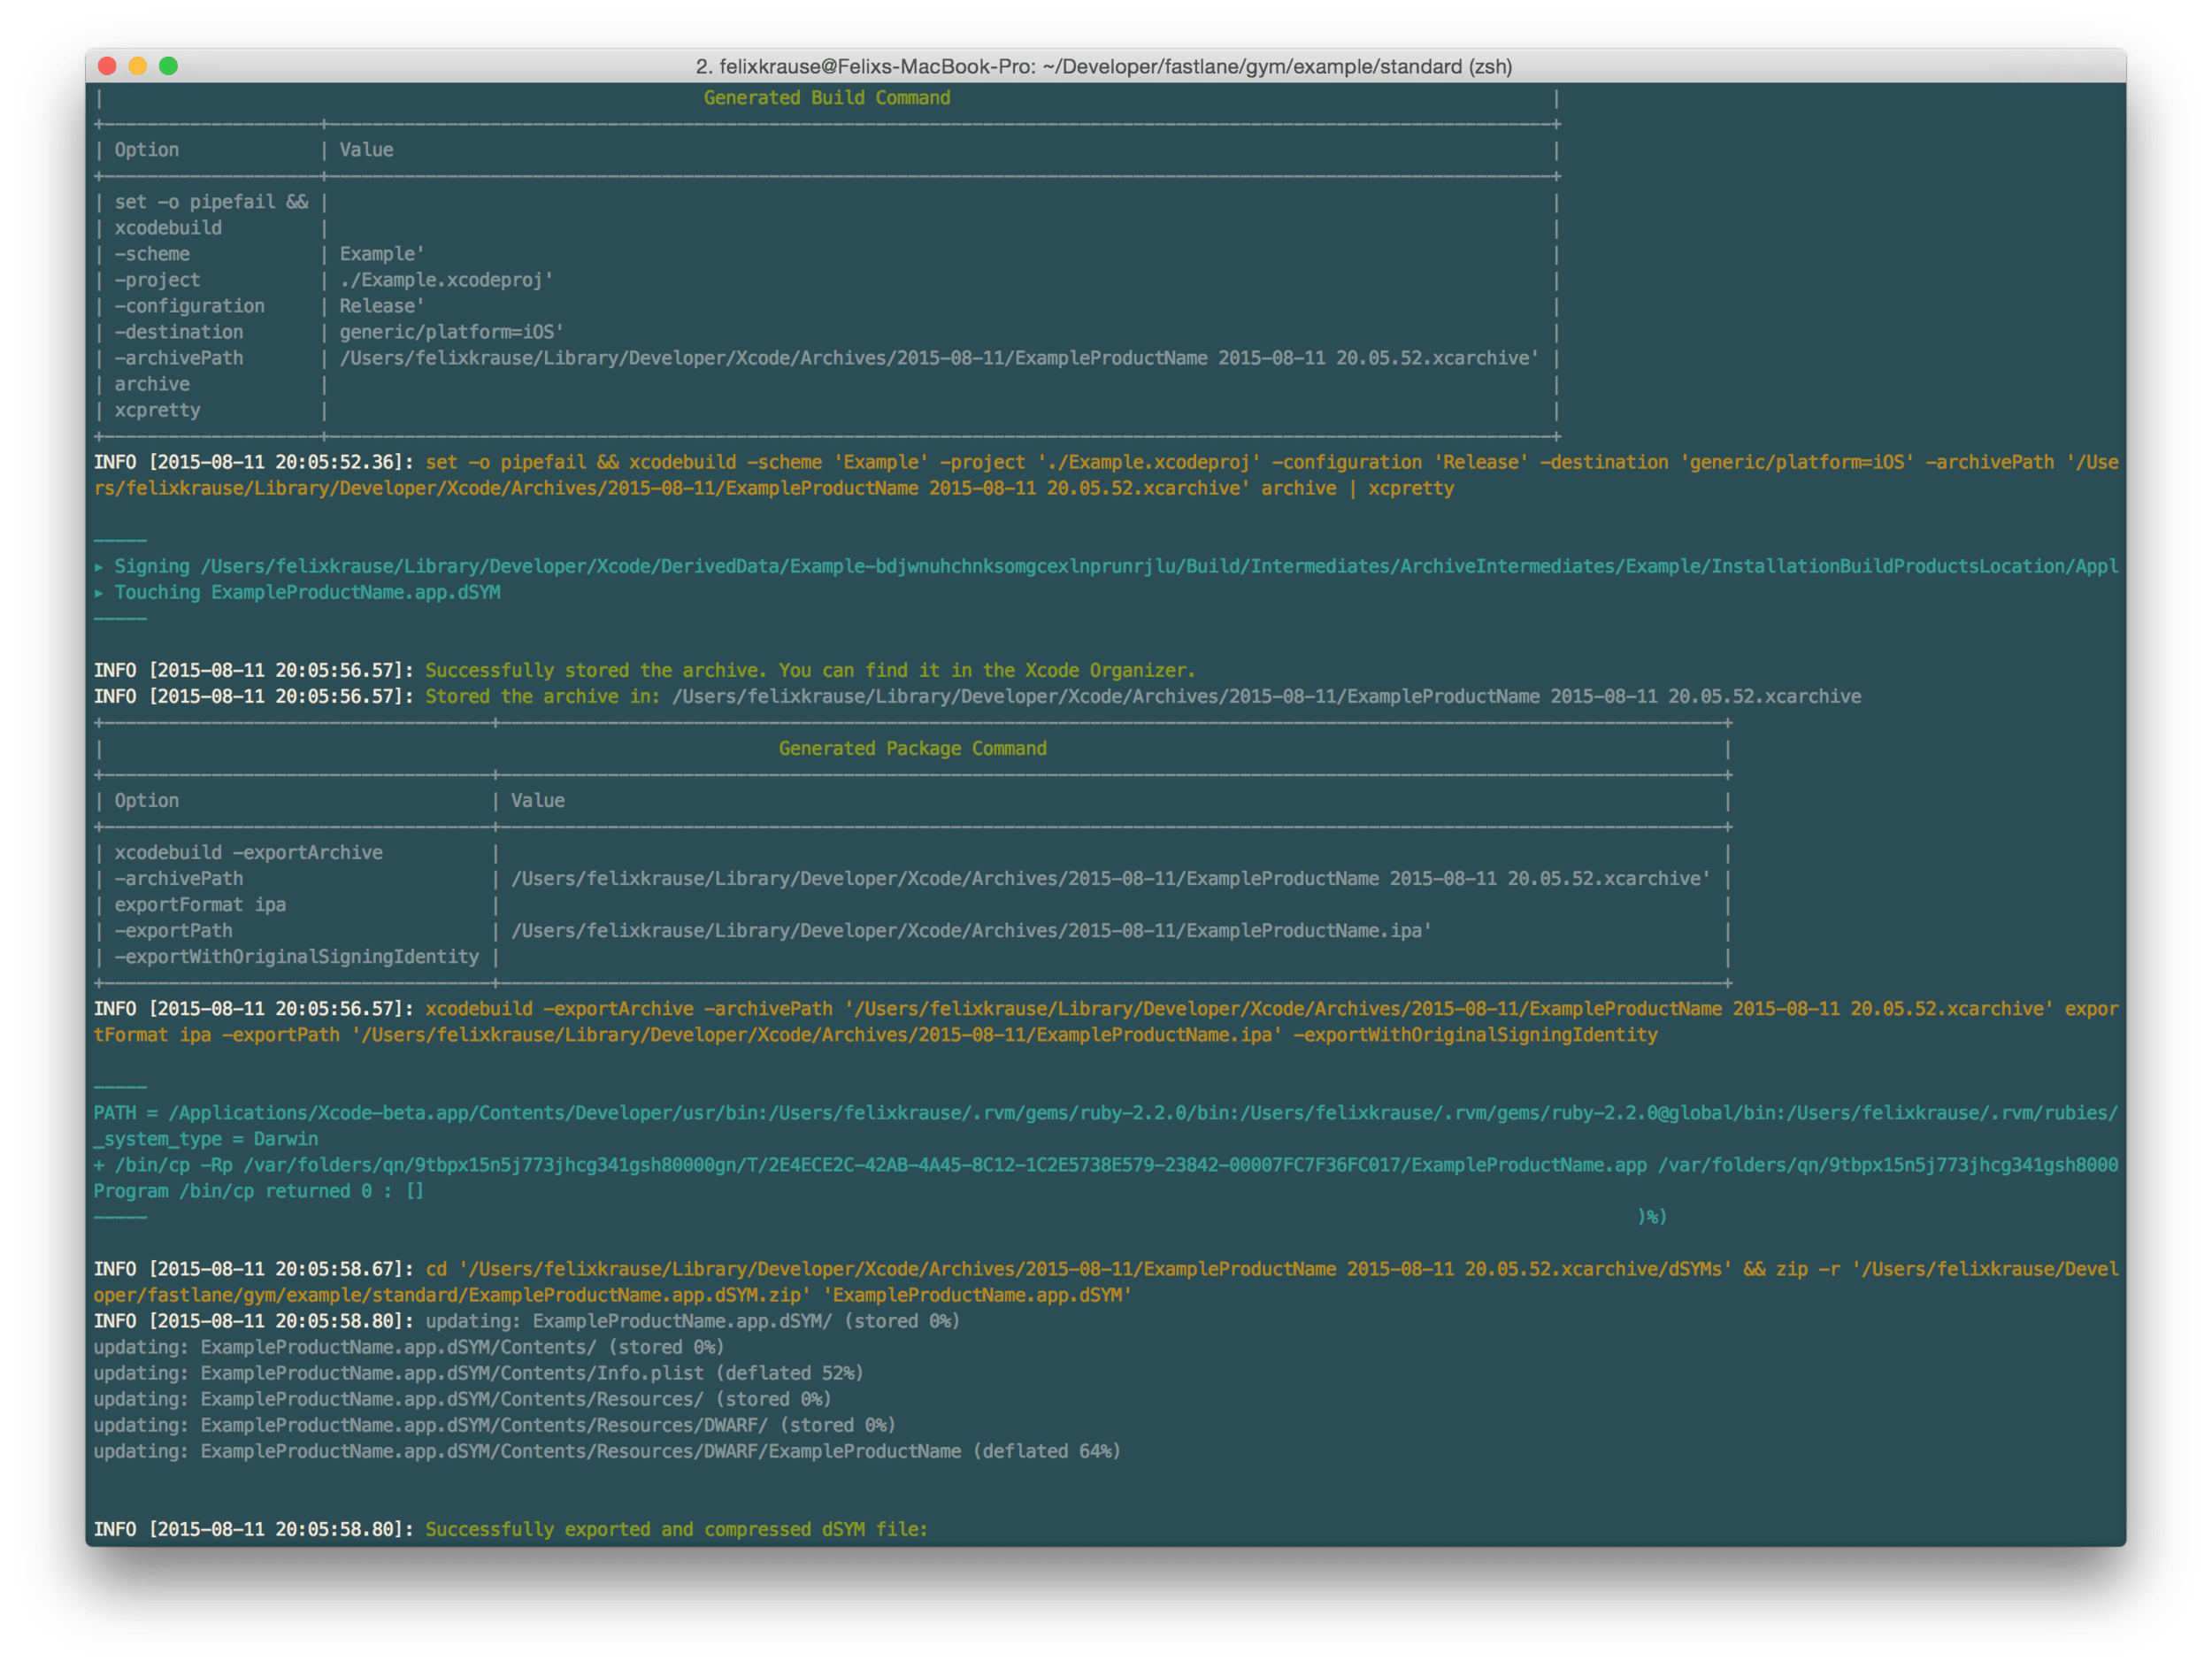 2. felixkrause@Felixs-MacBook-Pro: ~/Developer/fastlane/gym/example/standard (zsh)
| Generated Build Command |
| Option | Value |
| set -o pipefail && | |
| xcodebuild | |
| -scheme | Example' |
| -project | ./Example.xcodeproj' |
| -configuration | Release' |
| -destination | generic/platform=iOS' |
| -archivePath | /Users/felixkrause/Library/Developer/Xcode/Archives/2015-08-11/ExampleProductName 2015-08-11 20.05.52.xcarchive' |
| archive | |
| xcpretty | |
INFO [2015-08-11 20:05:52.36]: set -o pipefail && xcodebuild -scheme 'Example' -project './Example.xcodeproj' -configuration 'Release' -destination 'generic/platform=iOS' -archivePath '/Use
rs/felixkrause/Library/Developer/Xcode/Archives/2015-08-11/ExampleProductName 2015-08-11 20.05.52.xcarchive' archive | xcpretty
-----
▸ Signing /Users/felixkrause/Library/Developer/Xcode/DerivedData/Example-bdjwnuhchnksomgcexlnprunrjlu/Build/Intermediates/ArchiveIntermediates/Example/InstallationBuildProductsLocation/Appl
▸ Touching ExampleProductName.app.dSYM
-----
INFO [2015-08-11 20:05:56.57]: Successfully stored the archive. You can find it in the Xcode Organizer.
INFO [2015-08-11 20:05:56.57]: Stored the archive in: /Users/felixkrause/Library/Developer/Xcode/Archives/2015-08-11/ExampleProductName 2015-08-11 20.05.52.xcarchive
| Generated Package Command |
| Option | Value |
| xcodebuild -exportArchive | |
| -archivePath | /Users/felixkrause/Library/Developer/Xcode/Archives/2015-08-11/ExampleProductName 2015-08-11 20.05.52.xcarchive' |
| exportFormat ipa | |
| -exportPath | /Users/felixkrause/Library/Developer/Xcode/Archives/2015-08-11/ExampleProductName.ipa' |
| -exportWithOriginalSigningIdentity | |
INFO [2015-08-11 20:05:56.57]: xcodebuild -exportArchive -archivePath '/Users/felixkrause/Library/Developer/Xcode/Archives/2015-08-11/ExampleProductName 2015-08-11 20.05.52.xcarchive' expor
tFormat ipa -exportPath '/Users/felixkrause/Library/Developer/Xcode/Archives/2015-08-11/ExampleProductName.ipa' -exportWithOriginalSigningIdentity
-----
PATH = /Applications/Xcode-beta.app/Contents/Developer/usr/bin:/Users/felixkrause/.rvm/gems/ruby-2.2.0/bin:/Users/felixkrause/.rvm/gems/ruby-2.2.0@global/bin:/Users/felixkrause/.rvm/rubies/
_system_type = Darwin
+ /bin/cp -Rp /var/folders/qn/9tbpx15n5j773jhcg341gsh80000gn/T/2E4ECE2C-42AB-4A45-8C12-1C2E5738E579-23842-00007FC7F36FC017/ExampleProductName.app /var/folders/qn/9tbpx15n5j773jhcg341gsh8000
Program /bin/cp returned 0 : []
----- )%)
INFO [2015-08-11 20:05:58.67]: cd '/Users/felixkrause/Library/Developer/Xcode/Archives/2015-08-11/ExampleProductName 2015-08-11 20.05.52.xcarchive/dSYMs' && zip -r '/Users/felixkrause/Devel
oper/fastlane/gym/example/standard/ExampleProductName.app.dSYM.zip' 'ExampleProductName.app.dSYM'
INFO [2015-08-11 20:05:58.80]: updating: ExampleProductName.app.dSYM/ (stored 0%)
updating: ExampleProductName.app.dSYM/Contents/ (stored 0%)
updating: ExampleProductName.app.dSYM/Contents/Info.plist (deflated 52%)
updating: ExampleProductName.app.dSYM/Contents/Resources/ (stored 0%)
updating: ExampleProductName.app.dSYM/Contents/Resources/DWARF/ (stored 0%)
updating: ExampleProductName.app.dSYM/Contents/Resources/DWARF/ExampleProductName (deflated 64%)
INFO [2015-08-11 20:05:58.80]: Successfully exported and compressed dSYM file: